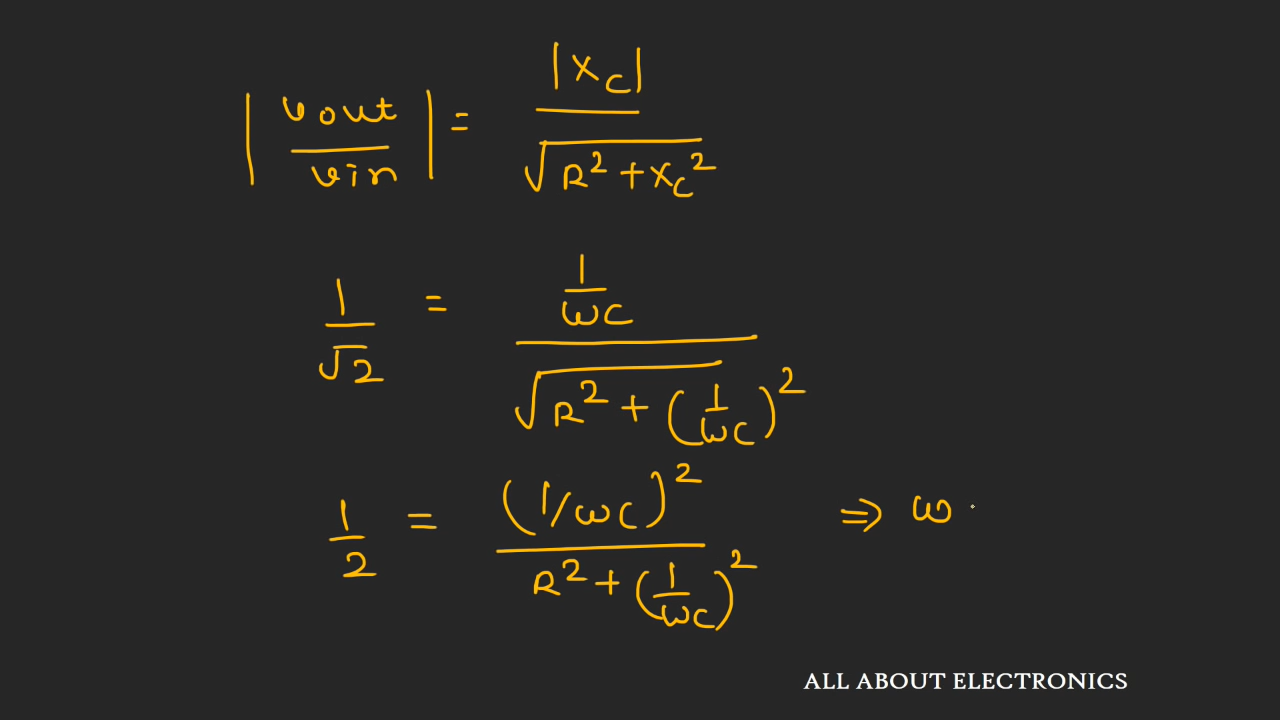 |vout/vin| = |Xc|/√(R² + Xc²)
1/√2 = (1/ωC)/√(R² + (1/ωC)²)
1/2 = (1/ωC)²/(R² + (1/ωC)²) ⇒ ω
ALL ABOUT ELECTRONICS